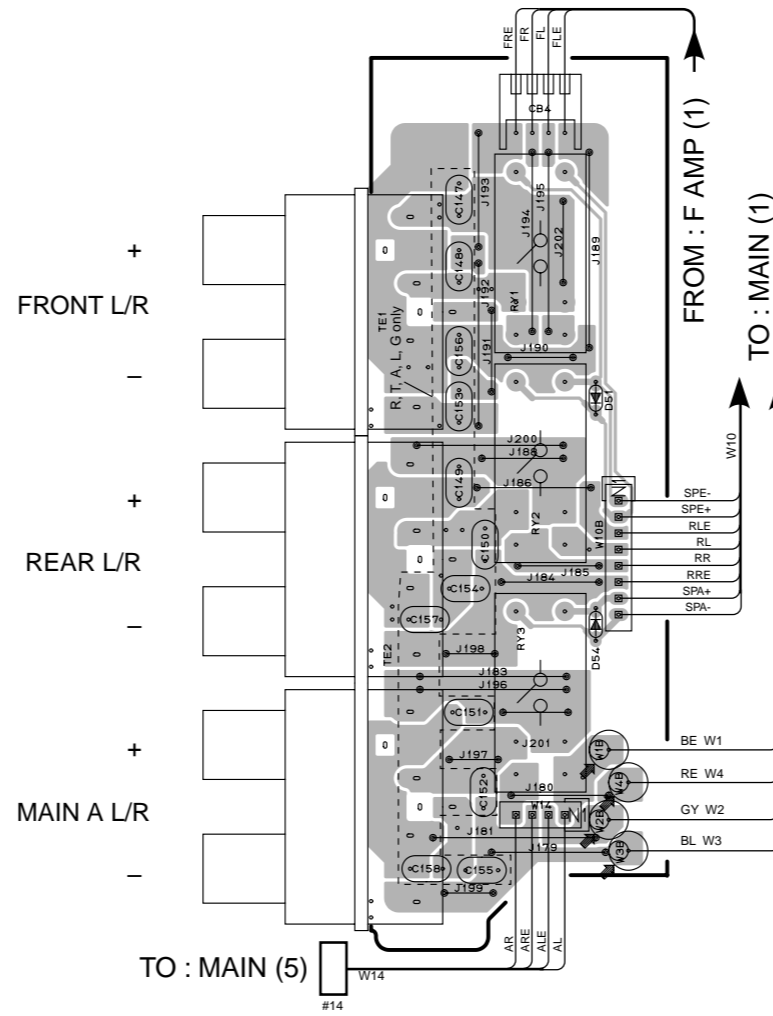 FRE
FR
FL
FLE
CB4
FROM : F AMP (1)
TO : MAIN (1)
C147
J193
J194
J195
J202
J189
+
FRONT L/R
–
C148
J192
RY1
TE1
R, T, A, L, G only
C156
J191
J190
C153
D51
W10
J200
J188
+
REAR L/R
–
C149
J186
N1
W10B
SPE-
SPE+
RLE
RL
RR
RRE
SPA+
SPA-
RY2
C150
J185
J184
C154
C157
RY3
D54
TE2
J198
J183
J196
+
MAIN A L/R
–
C151
J201
J197
W1B
BE W1
C152
J180
W4B
RE W4
W14
N1
W2B
GY W2
J181
J179
W3B
BL W3
C158
C155
J199
AR
ARE
ALE
AL
TO : MAIN (5)
W14
#14